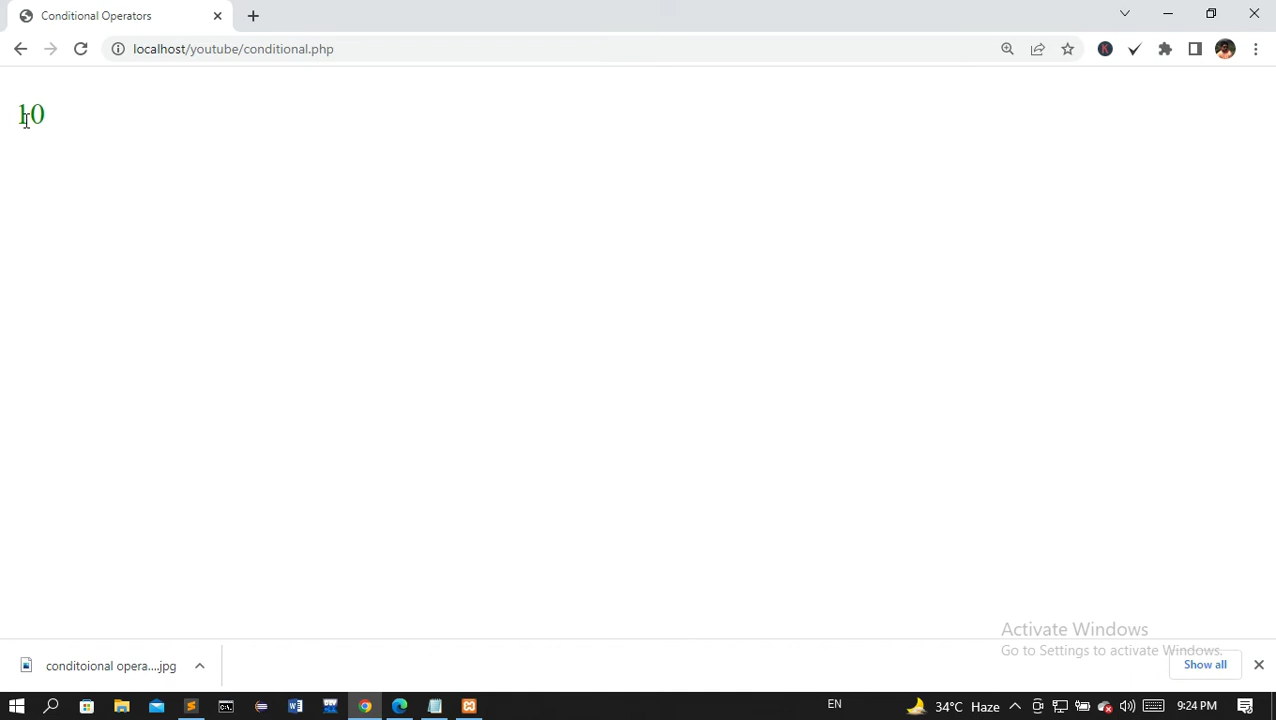 Conditional Operators
localhost/youtube/conditional.php
10
Activate Windows
Go to Settings to activate Windows.
conditoional opera....jpg
Show all
EN
34°C Haze
9:24 PM